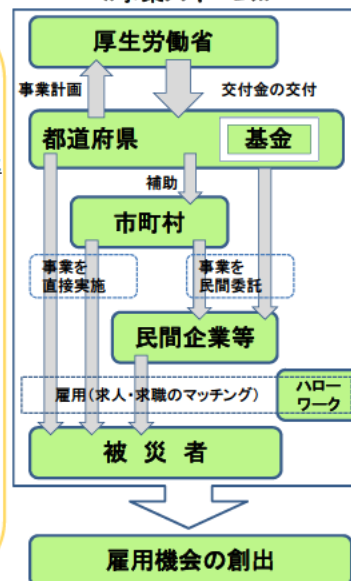 厚生労働省
事業計画
交付金の交付
都道府県
基金
補助
市町村
事業を
直接実施
事業を
民間委託
民間企業等
雇用(求人・求職のマッチング)
ハロー
ワーク
被災者
雇用機会の創出